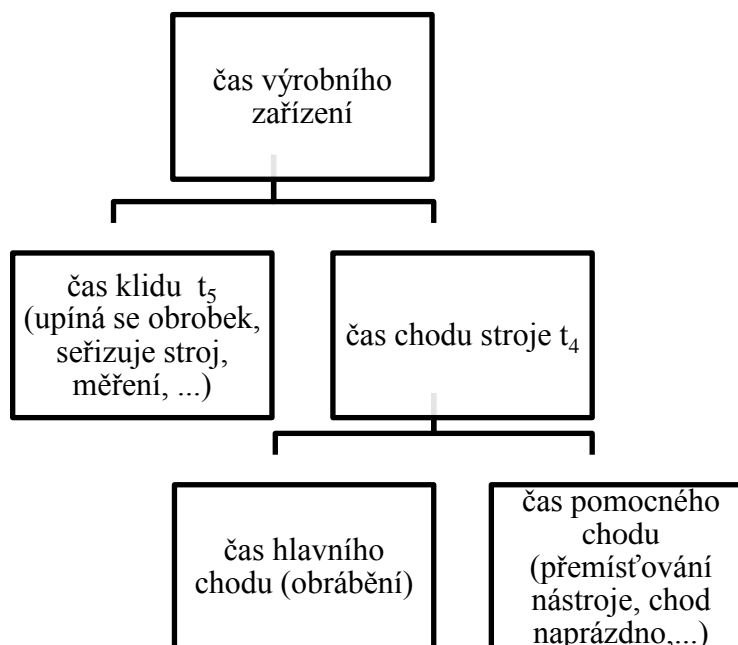 čas výrobního
zařízení
čas klidu t₅
(upíná se obrobek,
seřizuje stroj,
měření, ...)
čas chodu stroje t₄
čas hlavního
chodu (obrábění)
čas pomocného
chodu
(přemísťování
nástroje, chod
naprázdno,...)